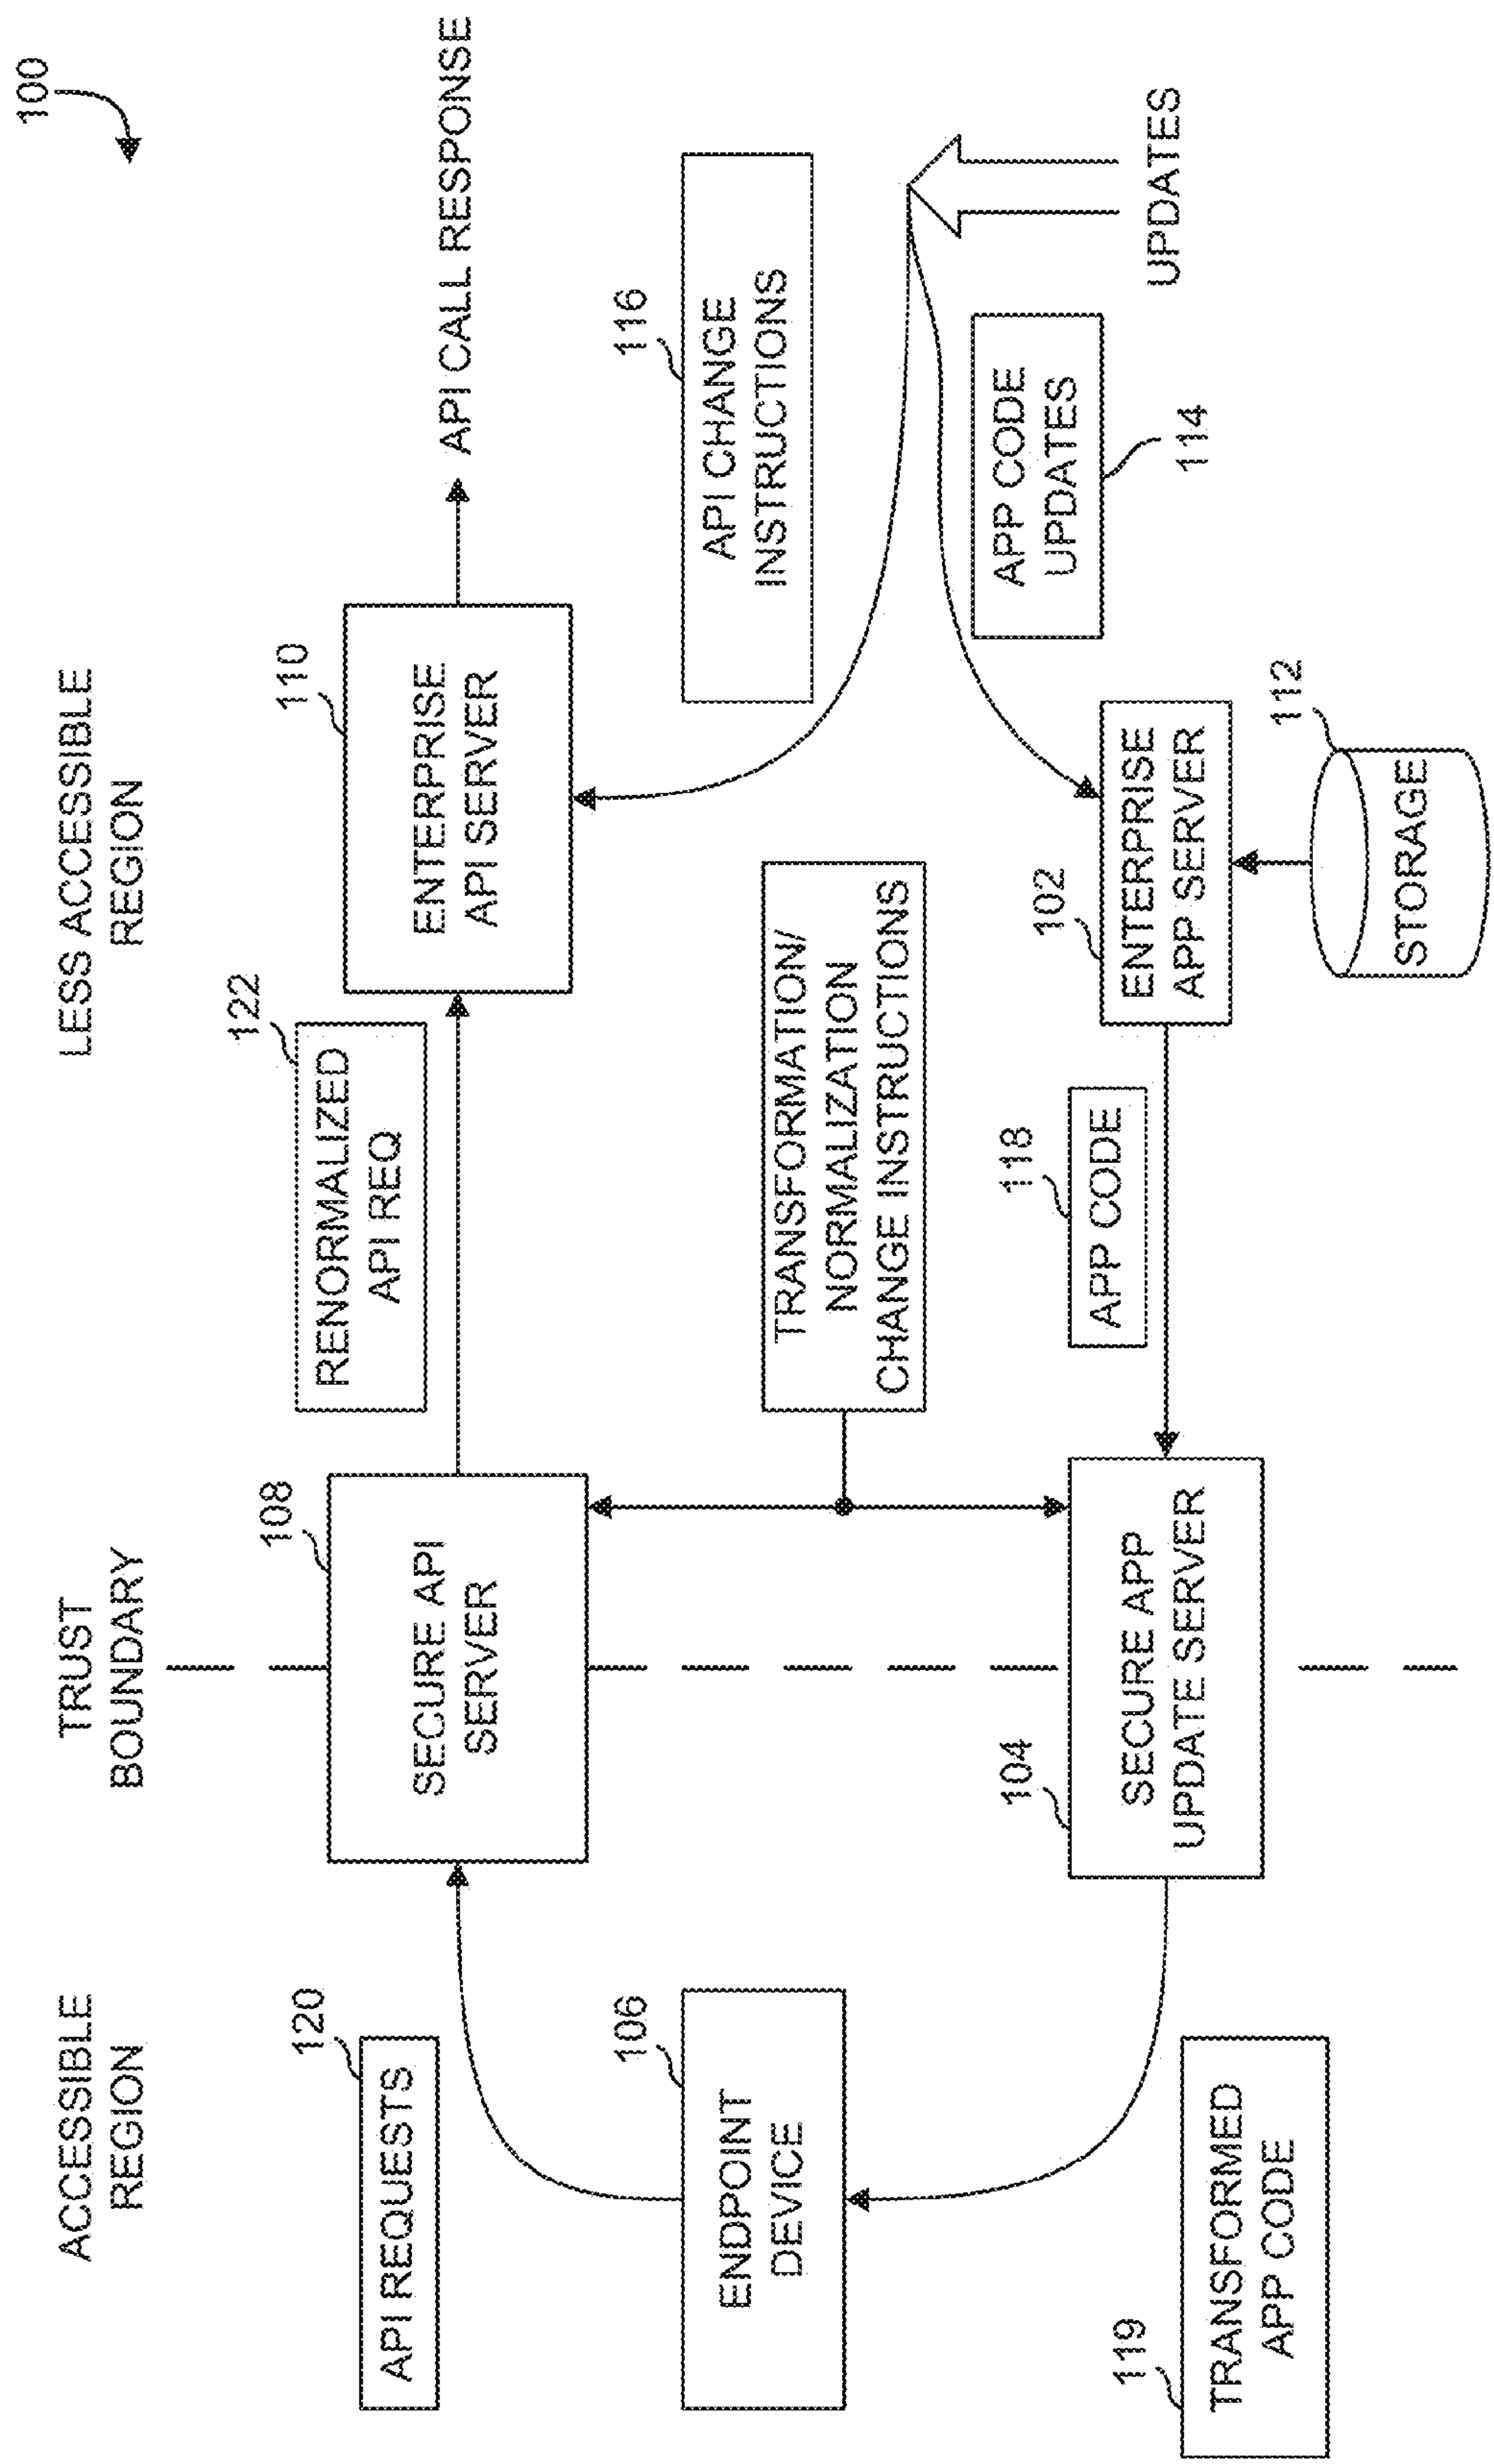 100
ACCESSIBLE
REGION
TRUST
BOUNDARY
LESS ACCESSIBLE
REGION
120
API REQUESTS
108
SECURE API
SERVER
122
RENORMALIZED
API REQ
110
ENTERPRISE
API SERVER
API CALL RESPONSE
106
ENDPOINT
DEVICE
TRANSFORMATION/
NORMALIZATION
CHANGE INSTRUCTIONS
116
API CHANGE
INSTRUCTIONS
119
TRANSFORMED
APP CODE
104
SECURE APP
UPDATE SERVER
118
APP CODE
102
ENTERPRISE
APP SERVER
112
STORAGE
APP CODE
UPDATES
114
UPDATES